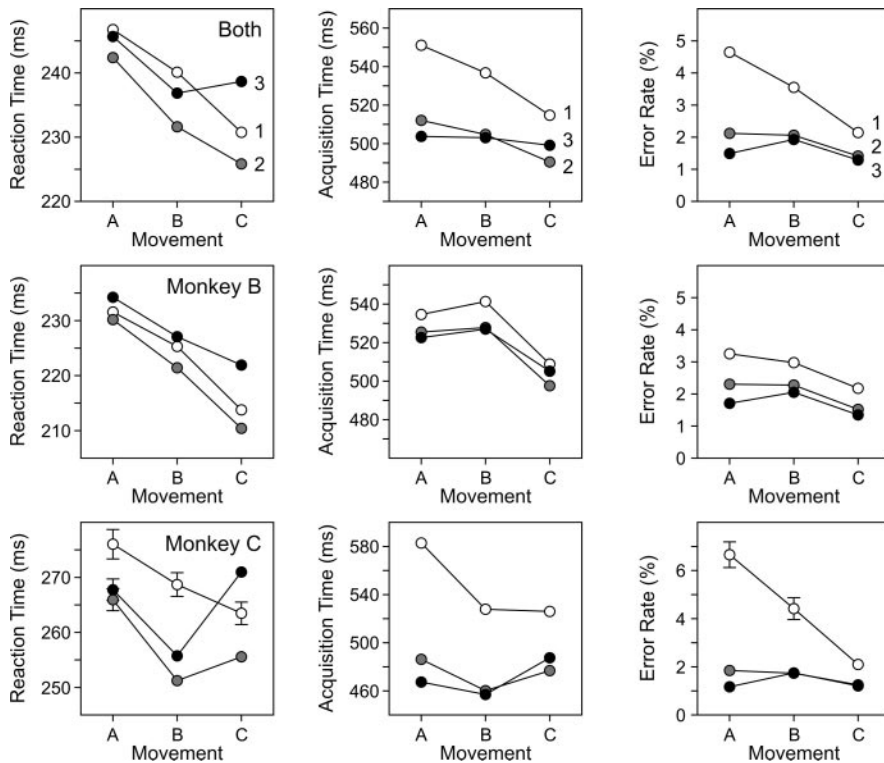 Both
Reaction Time (ms)
240
230
220
3
1
2
A B C
Movement
Acquisition Time (ms)
560
540
520
500
480
1
3
2
A B C
Movement
Error Rate (%)
5
4
3
2
1
0
1
2
3
A B C
Movement
Monkey B
Reaction Time (ms)
230
220
210
A B C
Movement
Acquisition Time (ms)
540
520
500
480
A B C
Movement
Error Rate (%)
5
4
3
2
1
0
A B C
Movement
Monkey C
Reaction Time (ms)
270
260
250
A B C
Movement
Acquisition Time (ms)
580
540
500
460
A B C
Movement
Error Rate (%)
6
4
2
0
A B C
Movement